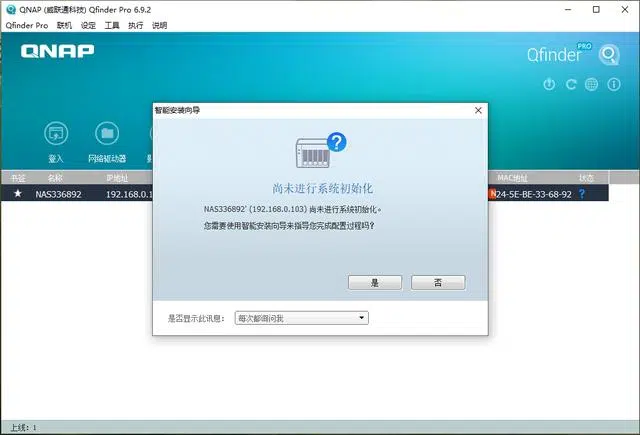 QNAP (威联通科技) Qfinder Pro 6.9.2
Qfinder Pro 联机 设定 工具 执行 说明
QNAP
Qfinder PRO
智能安装向导
登入 网络驱动器
尚未进行系统初始化
书签 名称 IP地址 MAC地址 状态
NAS336892 192.168.0.1 24-5E-BE-33-68-92
NAS336892' (192.168.0.103) 尚未进行系统初始化。
您需要使用智能安装向导来指导您完成配置过程吗?
是 否
是否显示此讯息: 每次都询问我
上线: 1